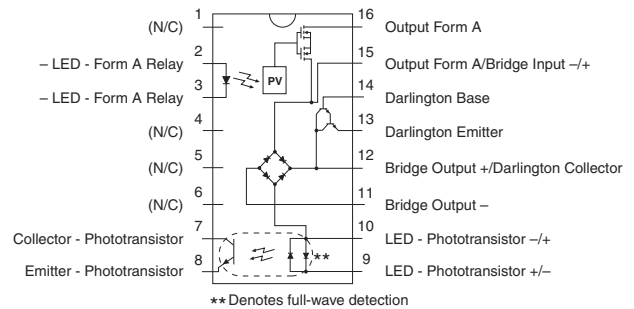 1 (N/C)
2 – LED - Form A Relay
3 – LED - Form A Relay
4 (N/C)
5 (N/C)
6 (N/C)
7 Collector - Phototransistor
8 Emitter - Phototransistor
PV
**
16 Output Form A
15 Output Form A/Bridge Input –/+
14 Darlington Base
13 Darlington Emitter
12 Bridge Output +/Darlington Collector
11 Bridge Output –
10 LED - Phototransistor –/+
9 LED - Phototransistor +/–
** Denotes full-wave detection